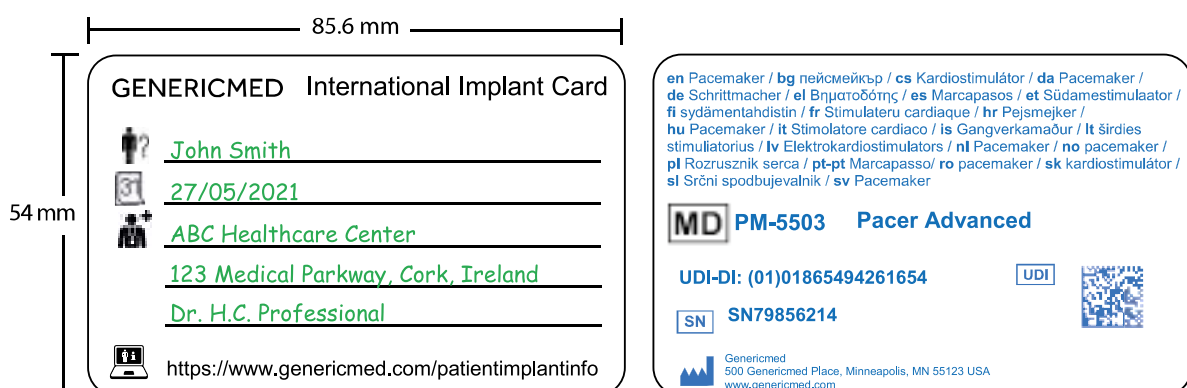 85.6 mm
54 mm
GENERICMED International Implant Card
?
31
John Smith
27/05/2021
ABC Healthcare Center
123 Medical Parkway, Cork, Ireland
Dr. H.C. Professional
https://www.genericmed.com/patientimplantinfo
en Pacemaker / bg пейсмейкър / cs Kardiostimulátor / da Pacemaker /
de Schrittmacher / el Βηματοδότης / es Marcapasos / et Südamestimulaator /
fi sydämentahdistin / fr Stimulateru cardiaque / hr Pejsmejker /
hu Pacemaker / it Stimolatore cardiaco / is Gangverkamaður / lt širdies
stimuliatorius / lv Elektrokardiostimulators / nl Pacemaker / no pacemaker /
pl Rozrusznik serca / pt-pt Marcapasso/ ro pacemaker / sk kardiostimulátor /
sl Srčni spodbujevalnik / sv Pacemaker
MD PM-5503 Pacer Advanced
UDI-DI: (01)01865494261654 UDI
SN SN79856214
Genericmed
500 Genericmed Place, Minneapolis, MN 55123 USA
www.genericmed.com